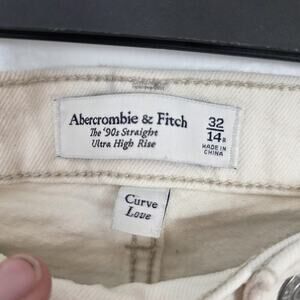 Abercrombie & Fitch
The '90s Straight
Ultra High Rise
32
14R
MADE IN
CHINA
Curve
Love